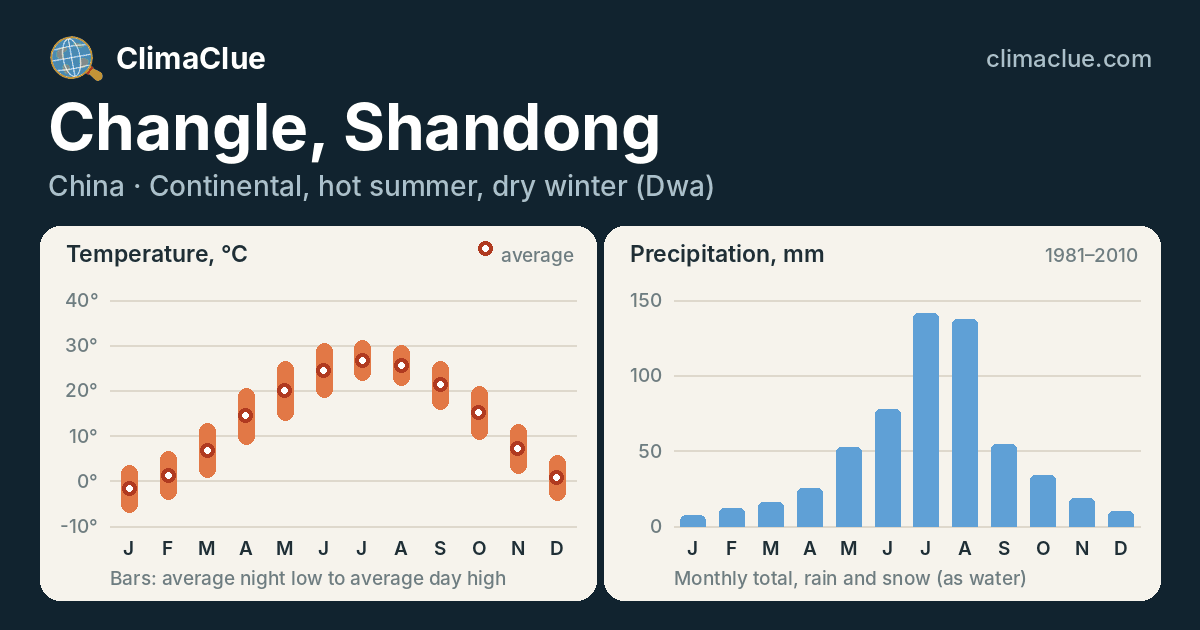 ClimaClue
climaclue.com
Changle, Shandong
China · Continental, hot summer, dry winter (Dwa)
Temperature, °C
average
40°
30°
20°
10°
0°
-10°
J F M A M J J A S O N D
Bars: average night low to average day high
Precipitation, mm
1981–2010
150
100
50
0
J F M A M J J A S O N D
Monthly total, rain and snow (as water)